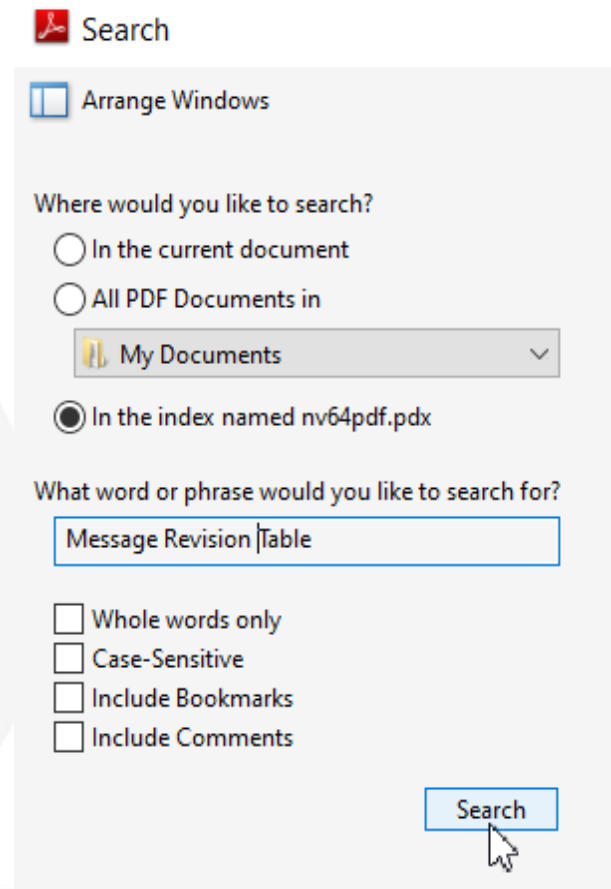 Search
Arrange Windows
Where would you like to search?
In the current document
All PDF Documents in
My Documents
In the index named nv64pdf.pdx
What word or phrase would you like to search for?
Message Revision Table
Whole words only
Case-Sensitive
Include Bookmarks
Include Comments
Search